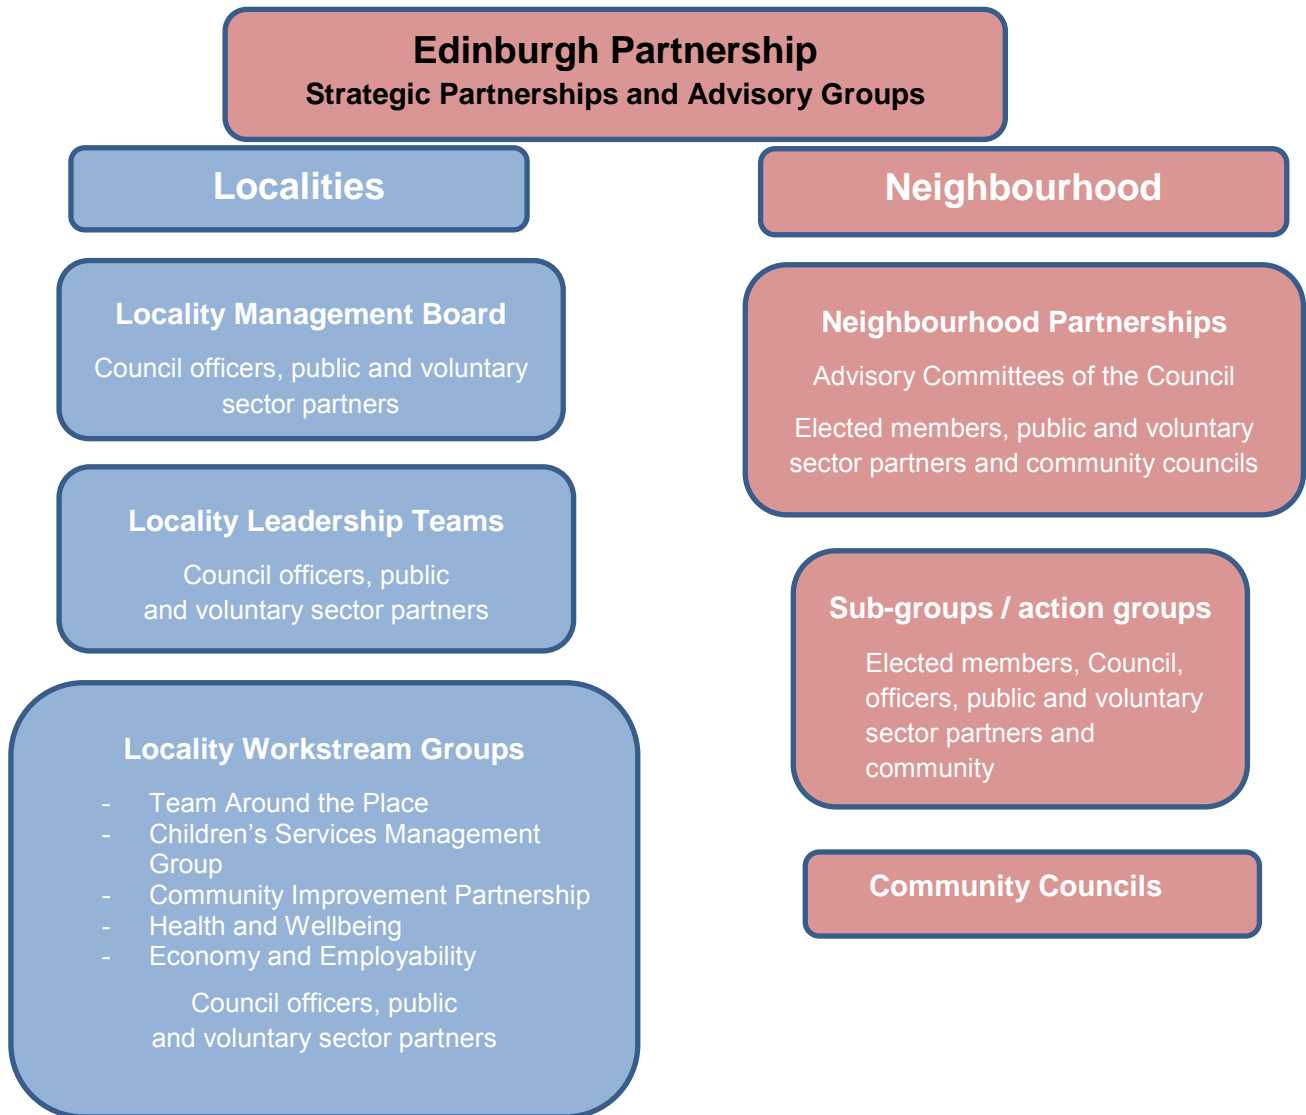 Edinburgh Partnership
Strategic Partnerships and Advisory Groups
Localities
Locality Management Board
Council officers, public and voluntary
sector partners
Locality Leadership Teams
Council officers, public
and voluntary sector partners
Locality Workstream Groups
- Team Around the Place
- Children’s Services Management
Group
- Community Improvement Partnership
- Health and Wellbeing
- Economy and Employability
Council officers, public
and voluntary sector partners
Neighbourhood
Neighbourhood Partnerships
Advisory Committees of the Council
Elected members, public and voluntary
sector partners and community councils
Sub-groups / action groups
Elected members, Council,
officers, public and voluntary
sector partners and
community
Community Councils